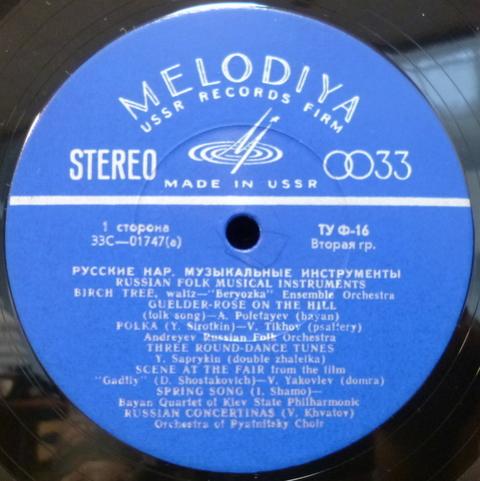 MELODIYA
USSR RECORDS FIRM
STEREO 33
MADE IN USSR
1 сторона ТУ Ф-16
33С—01747(а) Вторая гр.
РУССКИЕ НАР. МУЗЫКАЛЬНЫЕ ИНСТРУМЕНТЫ
RUSSIAN FOLK MUSICAL INSTRUMENTS
BIRCH TREE, waltz—"Beryozka" Ensemble Orchestra
GUELDER-ROSE ON THE HILL
(folk song)—A. Poletayev (bayan)
POLKA (Y. Sirotkin)—V. Tikhov (psaltery)
Andreyev Russian Folk Orchestra
THREE ROUND-DANCE TUNES
Y. Saprykin (double zhaleika)
SCENE AT THE FAIR from the film
"Gadfly" (D. Shostakovich)—V. Yakovlev (domra)
SPRING SONG (I. Shamo)—
Bayan Quartet of Kiev State Philharmonic
RUSSIAN CONCERTINAS (V. Khvatov)
Orchestra of Pyatnitsky Choir